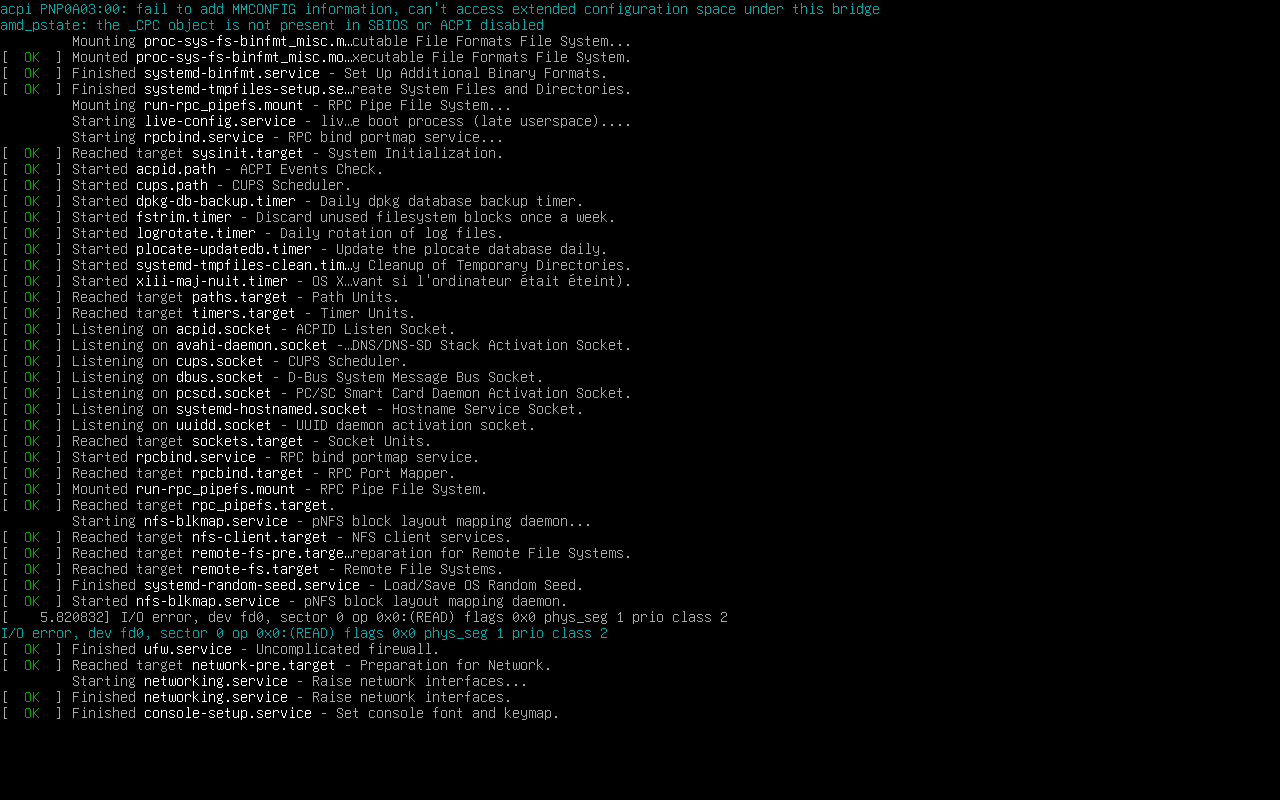 acpi PNP0A03:00: fail to add MMCONFIG information, can't access extended configuration space under this bridge
amd_pstate: the _CPC object is not present in SBIOS or ACPI disabled
         Mounting proc-sys-fs-binfmt_misc.m…cutable File Formats File System...
[  OK  ] Mounted proc-sys-fs-binfmt_misc.mo…xecutable File Formats File System.
[  OK  ] Finished systemd-binfmt.service - Set Up Additional Binary Formats.
[  OK  ] Finished systemd-tmpfiles-setup.se…reate System Files and Directories.
         Mounting run-rpc_pipefs.mount - RPC Pipe File System...
         Starting live-config.service - liv…e boot process (late userspace)....
         Starting rpcbind.service - RPC bind portmap service...
[  OK  ] Reached target sysinit.target - System Initialization.
[  OK  ] Started acpid.path - ACPI Events Check.
[  OK  ] Started cups.path - CUPS Scheduler.
[  OK  ] Started dpkg-db-backup.timer - Daily dpkg database backup timer.
[  OK  ] Started fstrim.timer - Discard unused filesystem blocks once a week.
[  OK  ] Started logrotate.timer - Daily rotation of log files.
[  OK  ] Started plocate-updatedb.timer - Update the plocate database daily.
[  OK  ] Started systemd-tmpfiles-clean.tim…y Cleanup of Temporary Directories.
[  OK  ] Started xiii-maj-nuit.timer - OS X…vant si l'ordinateur était éteint).
[  OK  ] Reached target paths.target - Path Units.
[  OK  ] Reached target timers.target - Timer Units.
[  OK  ] Listening on acpid.socket - ACPID Listen Socket.
[  OK  ] Listening on avahi-daemon.socket -…DNS/DNS-SD Stack Activation Socket.
[  OK  ] Listening on cups.socket - CUPS Scheduler.
[  OK  ] Listening on dbus.socket - D-Bus System Message Bus Socket.
[  OK  ] Listening on pcscd.socket - PC/SC Smart Card Daemon Activation Socket.
[  OK  ] Listening on systemd-hostnamed.socket - Hostname Service Socket.
[  OK  ] Listening on uuidd.socket - UUID daemon activation socket.
[  OK  ] Reached target sockets.target - Socket Units.
[  OK  ] Started rpcbind.service - RPC bind portmap service.
[  OK  ] Reached target rpcbind.target - RPC Port Mapper.
[  OK  ] Mounted run-rpc_pipefs.mount - RPC Pipe File System.
[  OK  ] Reached target rpc_pipefs.target.
         Starting nfs-blkmap.service - pNFS block layout mapping daemon...
[  OK  ] Reached target nfs-client.target - NFS client services.
[  OK  ] Reached target remote-fs-pre.targe…reparation for Remote File Systems.
[  OK  ] Reached target remote-fs.target - Remote File Systems.
[  OK  ] Finished systemd-random-seed.service - Load/Save OS Random Seed.
[  OK  ] Started nfs-blkmap.service - pNFS block layout mapping daemon.
[    5.820832] I/O error, dev fd0, sector 0 op 0x0:(READ) flags 0x0 phys_seg 1 prio class 2
I/O error, dev fd0, sector 0 op 0x0:(READ) flags 0x0 phys_seg 1 prio class 2
[  OK  ] Finished ufw.service - Uncomplicated firewall.
[  OK  ] Reached target network-pre.target - Preparation for Network.
         Starting networking.service - Raise network interfaces...
[  OK  ] Finished networking.service - Raise network interfaces.
[  OK  ] Finished console-setup.service - Set console font and keymap.